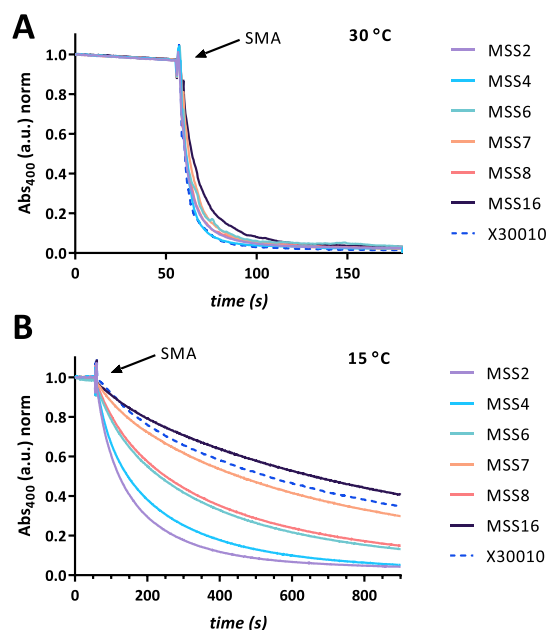 A
SMA
30 °C
Abs400 (a.u.) norm
1.0
0.8
0.6
0.4
0.2
0.0
0
50
100
150
time (s)
MSS2
MSS4
MSS6
MSS7
MSS8
MSS16
X30010
B
SMA
15 °C
Abs400 (a.u.) norm
1.0
0.8
0.6
0.4
0.2
0.0
0
200
400
600
800
time (s)
MSS2
MSS4
MSS6
MSS7
MSS8
MSS16
X30010